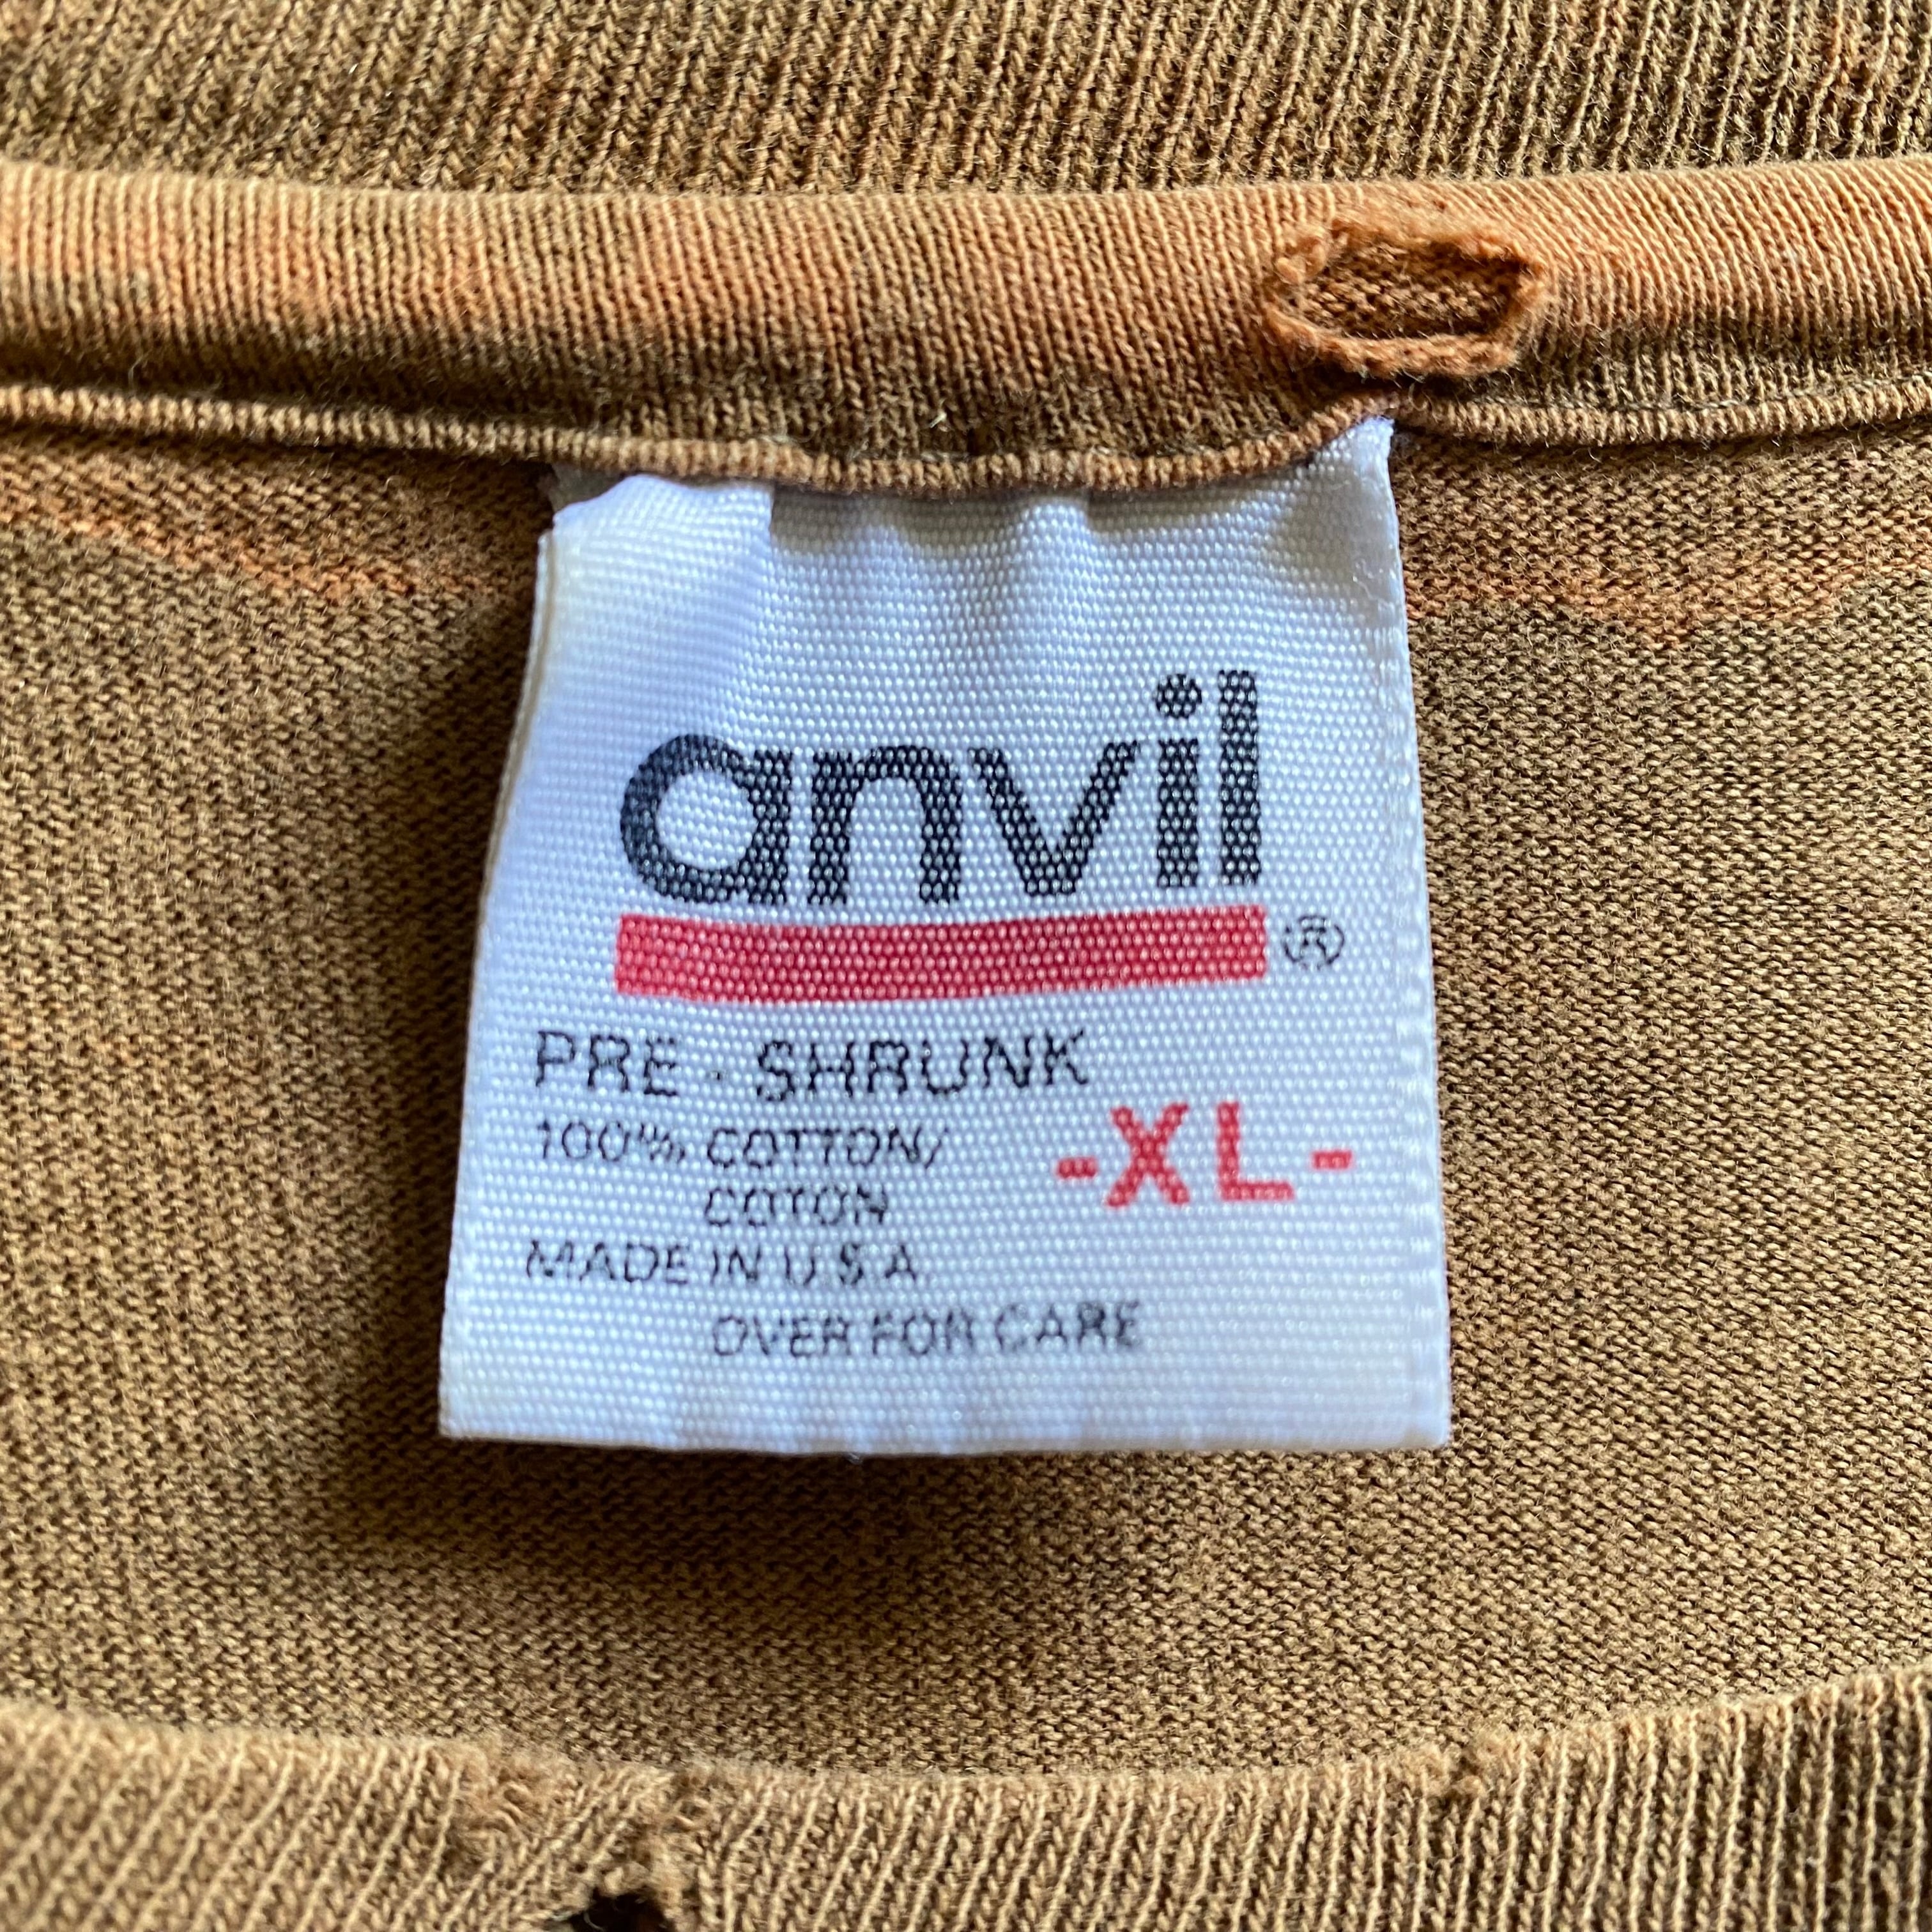 anvil®
PRE-SHRUNK
100% COTTON/
COTON
-XL-
MADE IN U.S.A.
OVER FOR CARE